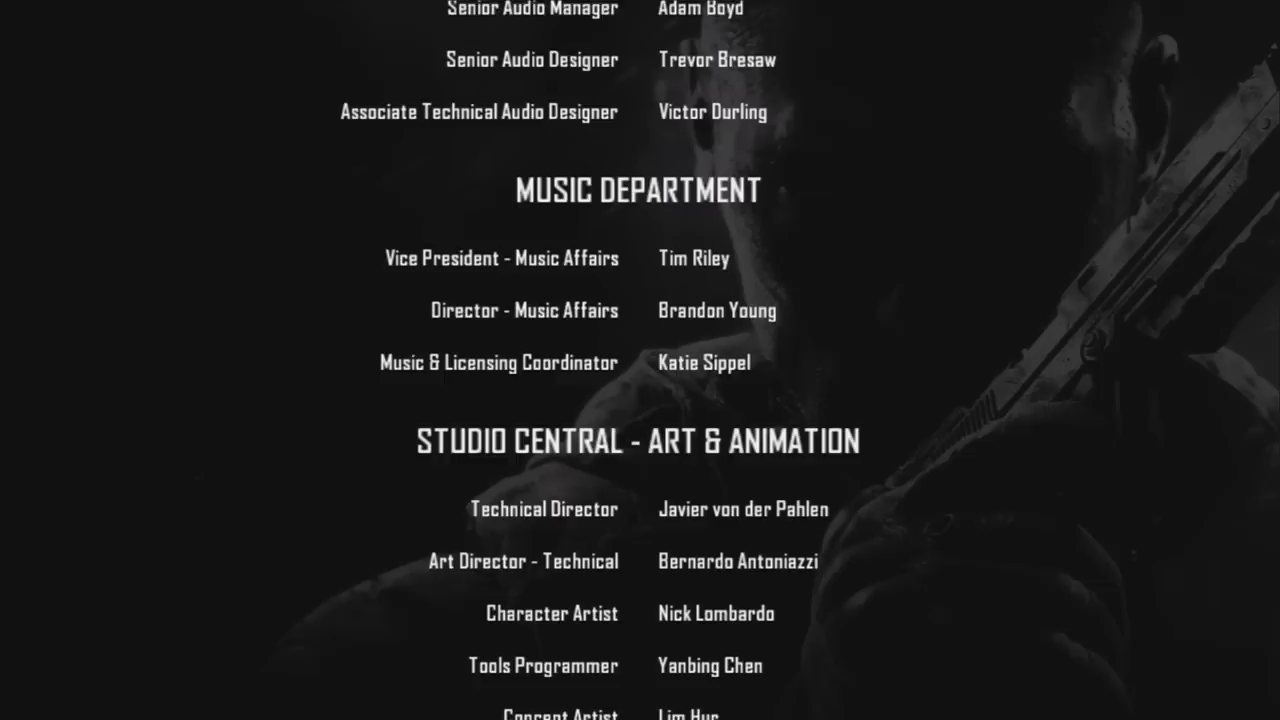 Senior Audio Manager Adam Boyd
Senior Audio Designer Trevor Bresaw
Associate Technical Audio Designer Victor Durling
MUSIC DEPARTMENT
Vice President - Music Affairs Tim Riley
Director - Music Affairs Brandon Young
Music & Licensing Coordinator Katie Sippel
STUDIO CENTRAL - ART & ANIMATION
Technical Director Javier von der Pahlen
Art Director - Technical Bernardo Antoniazzi
Character Artist Nick Lombardo
Tools Programmer Yanbing Chen
Concept Artist Lim Hur